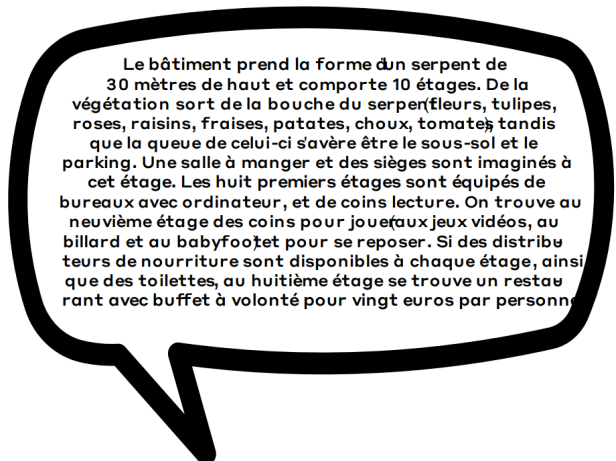 Le bâtiment prend la forme d'un serpent de
30 mètres de haut et comporte 10 étages. De la
végétation sort de la bouche du serpent (fleurs, tulipes,
roses, raisins, fraises, patates, choux, tomates), tandis
que la queue de celui-ci s'avère être le sous-sol et le
parking. Une salle à manger et des sièges sont imaginés à
cet étage. Les huit premiers étages sont équipés de
bureaux avec ordinateur, et de coins lecture. On trouve au
neuvième étage des coins pour jouer (aux jeux vidéos, au
billard et au babyfoot) et pour se reposer. Si des distribu-
teurs de nourriture sont disponibles à chaque étage, ainsi
que des toilettes, au huitième étage se trouve un restau-
rant avec buffet à volonté pour vingt euros par personne